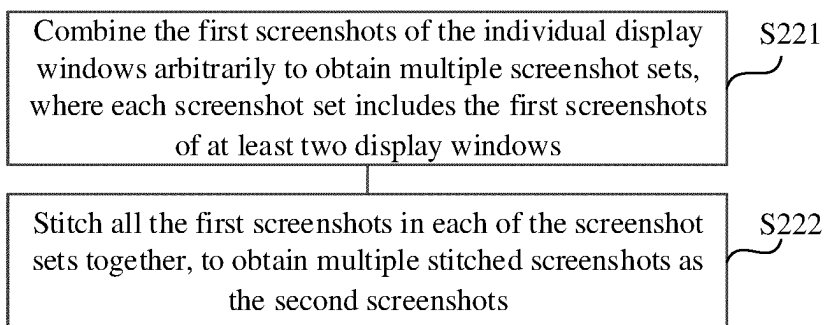 Combine the first screenshots of the individual display
windows arbitrarily to obtain multiple screenshot sets,
where each screenshot set includes the first screenshots
of at least two display windows
S221
Stitch all the first screenshots in each of the screenshot
sets together, to obtain multiple stitched screenshots as
the second screenshots
S222